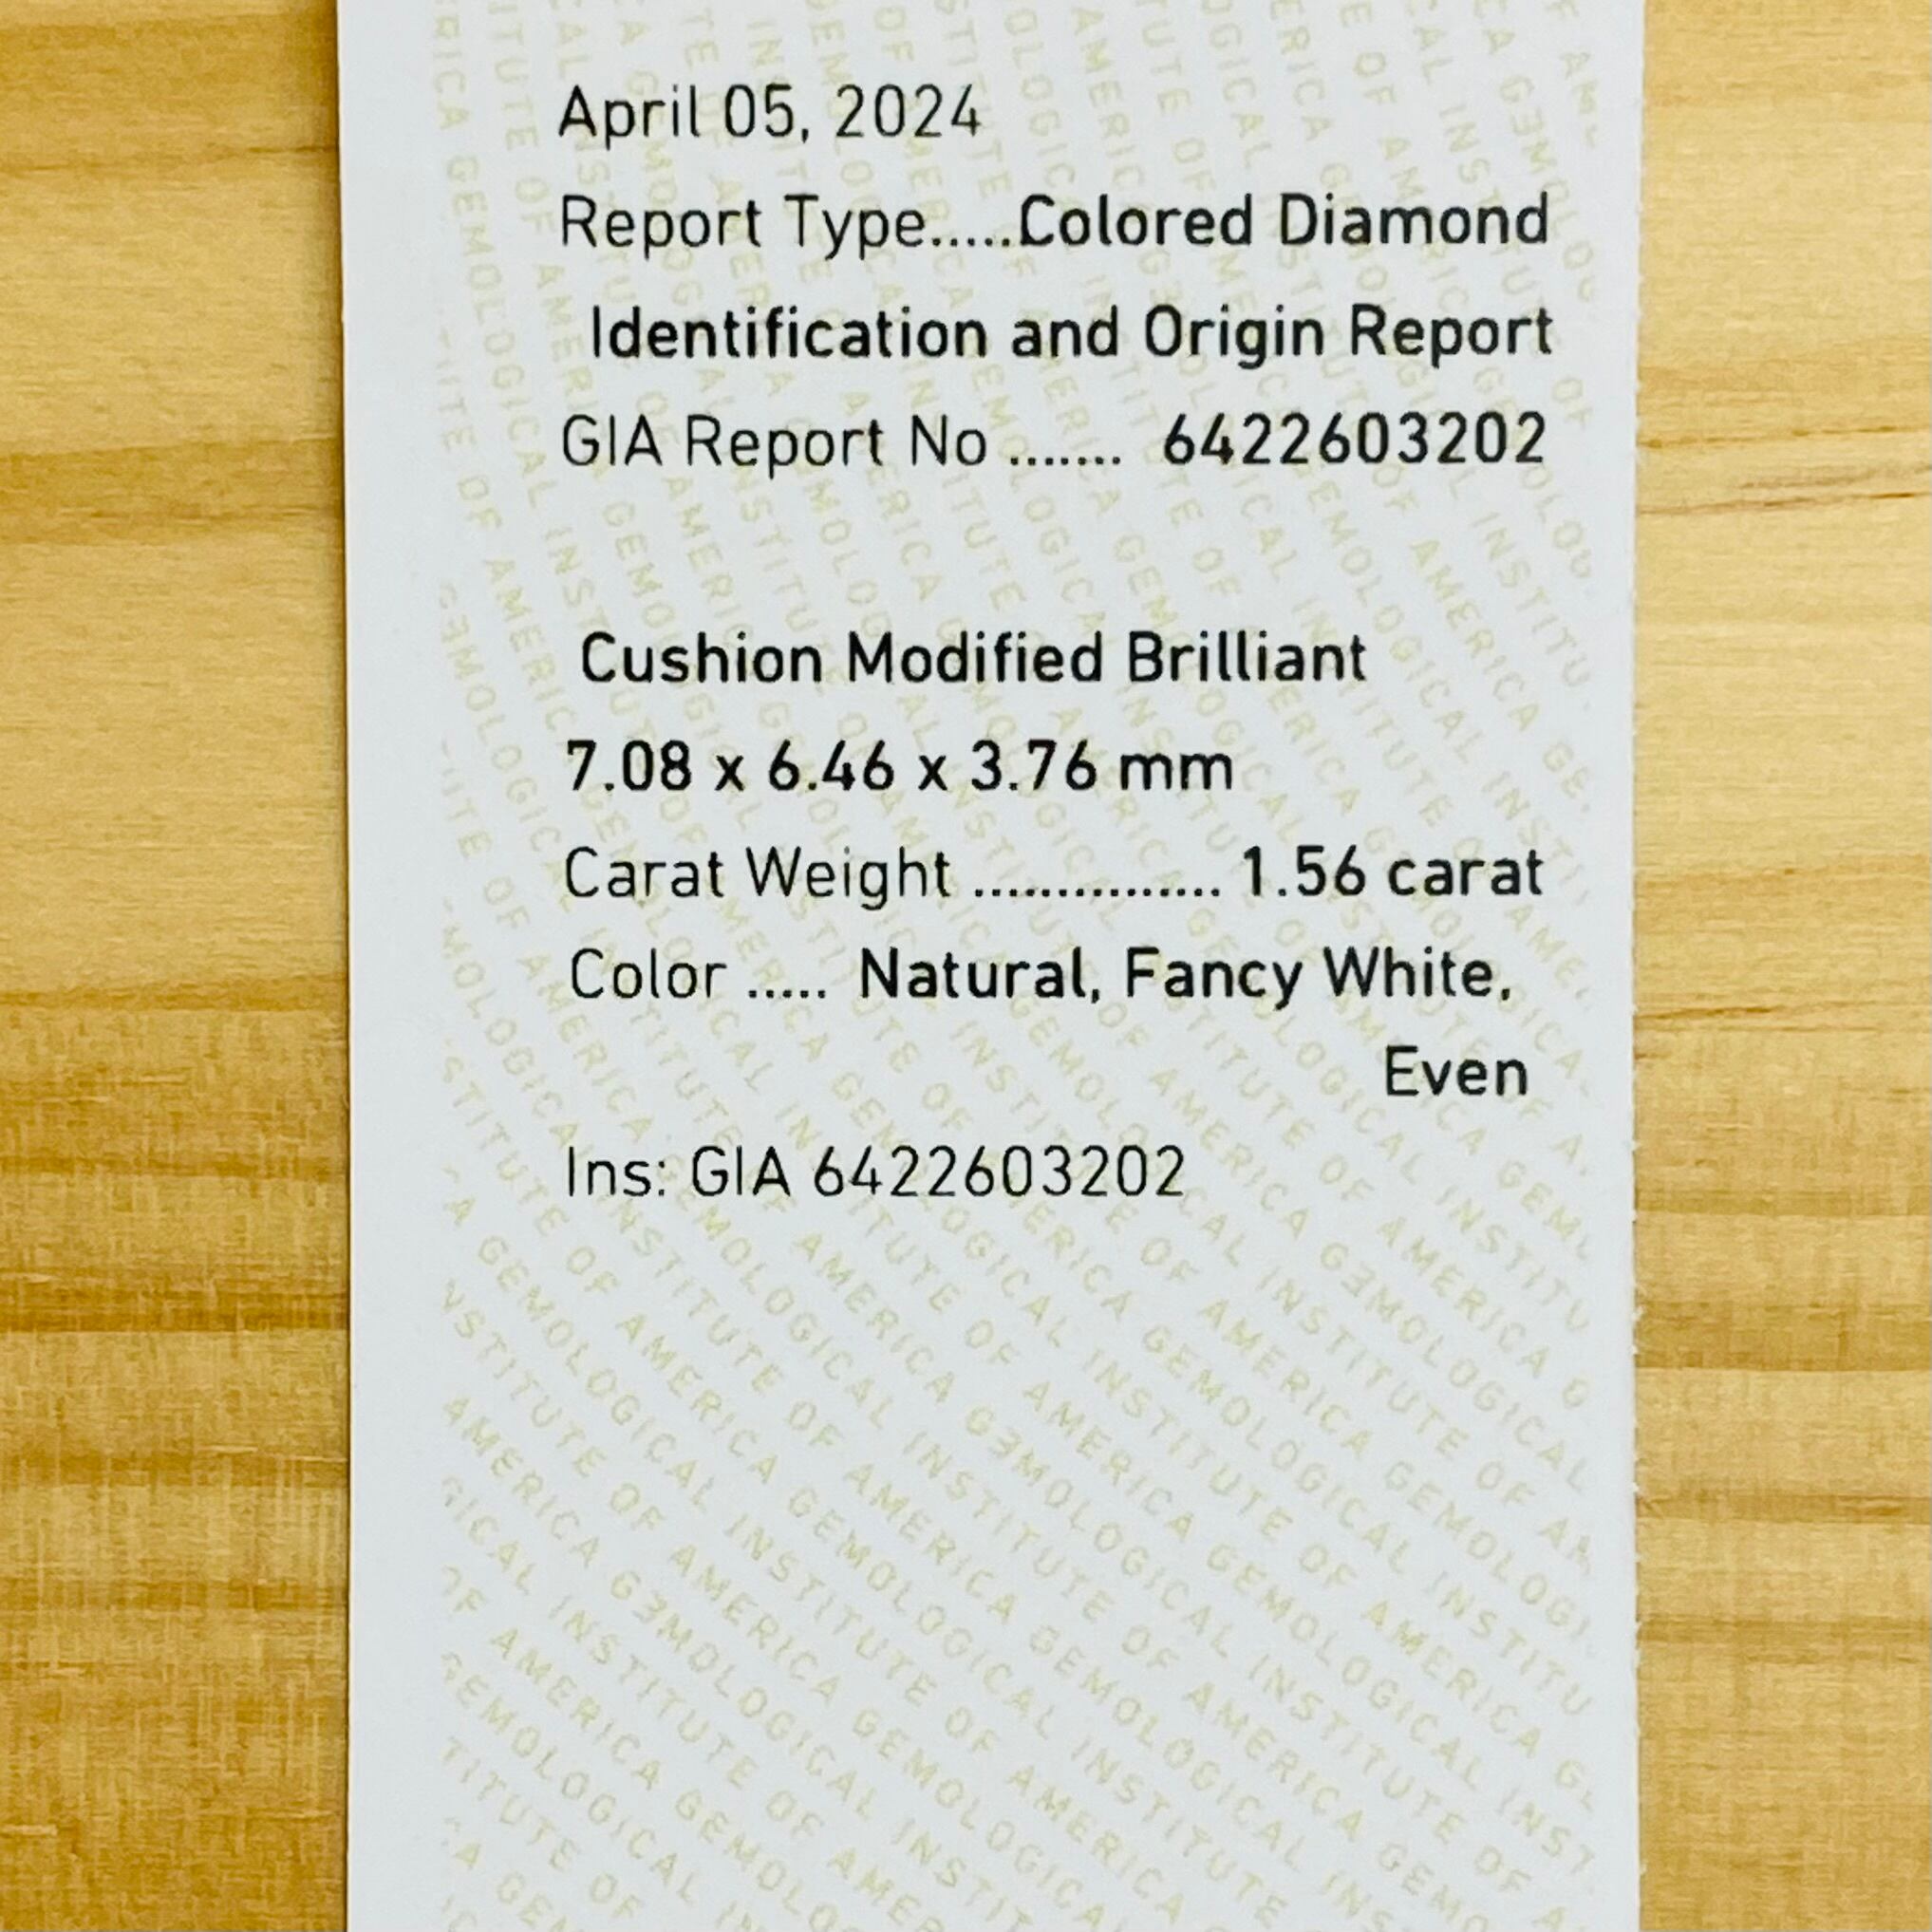 April 05, 2024
Report Type.....Colored Diamond
Identification and Origin Report
GIA Report No ....... 6422603202
Cushion Modified Brilliant
7.08 x 6.46 x 3.76 mm
Carat Weight ............... 1.56 carat
Color ..... Natural, Fancy White,
Even
Ins: GIA 6422603202